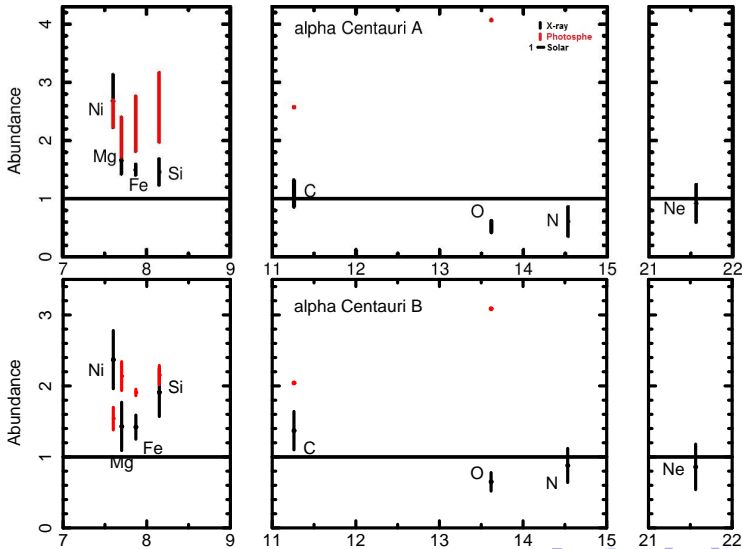 alpha Centauri A
X-ray
Photosphe
1 Solar
Abundance
4
3
2
1
0
Ni
Mg
Fe
Si
C
O
N
Ne
7 8 9 11 12 13 14 15 21 22
alpha Centauri B
Abundance
3
2
1
0
Ni
Si
Fe
Mg
C
O
N
Ne
7 8 9 11 12 13 14 15 21 22